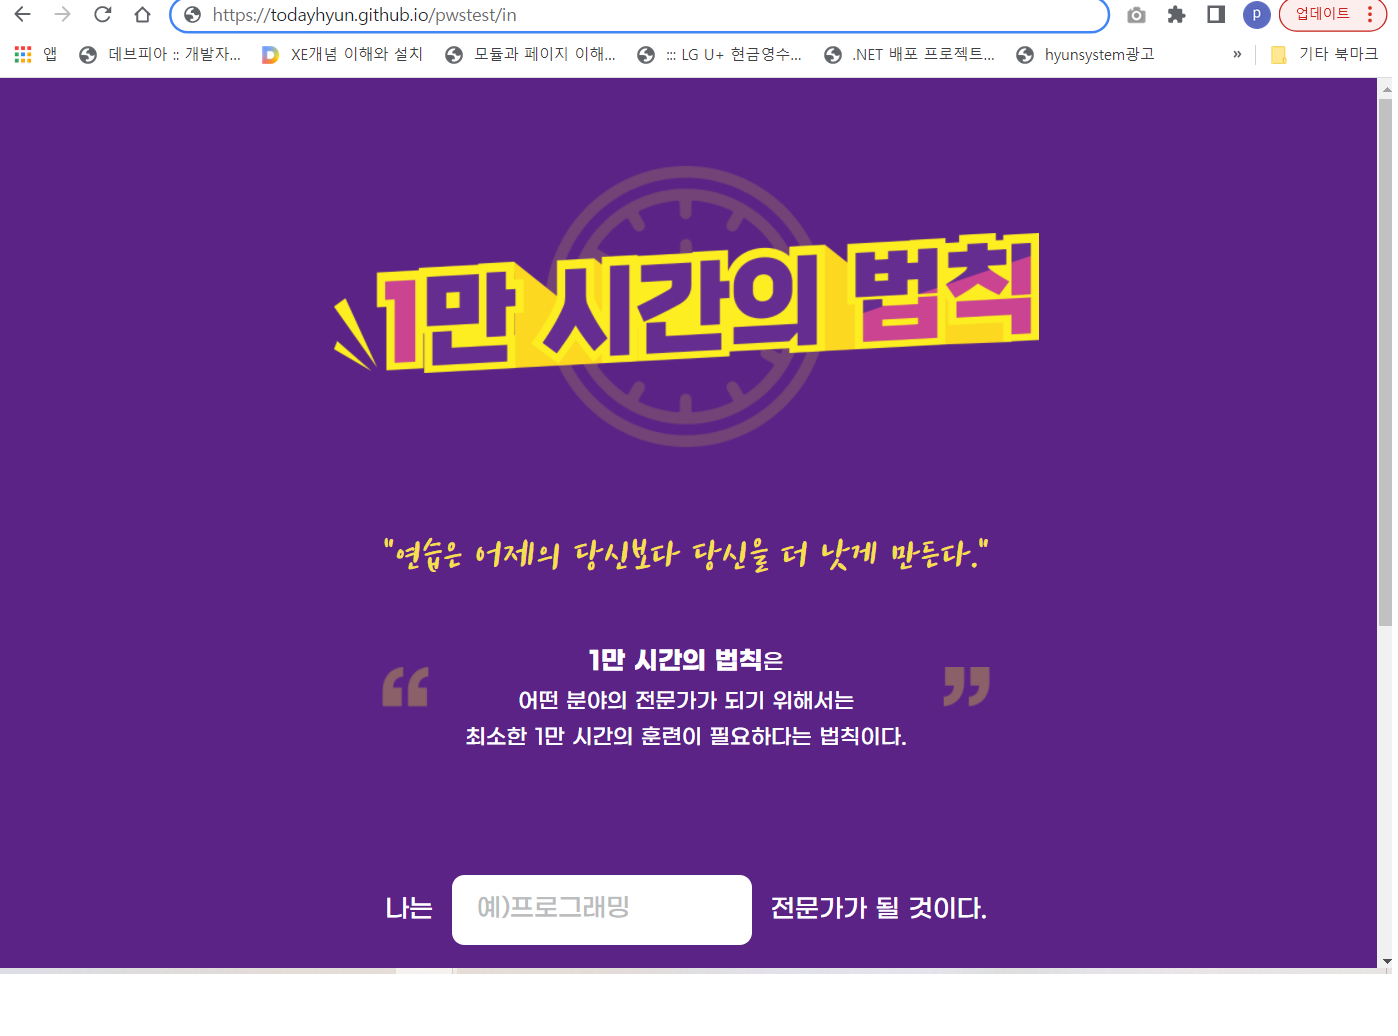 https://todayhyun.github.io/pwstest/in
p
업데이트
앱
데브피아 :: 개발자...
XE개념 이해와 설치
모듈과 페이지 이해...
::: LG U+ 현금영수...
.NET 배포 프로젝트...
hyunsystem광고
»
기타 북마크
1만 시간의 법칙
"연습은 어제의 당신보다 당신을 더 낫게 만든다."
1만 시간의 법칙은
어떤 분야의 전문가가 되기 위해서는
최소한 1만 시간의 훈련이 필요하다는 법칙이다.
나는 예)프로그래밍 전문가가 될 것이다.